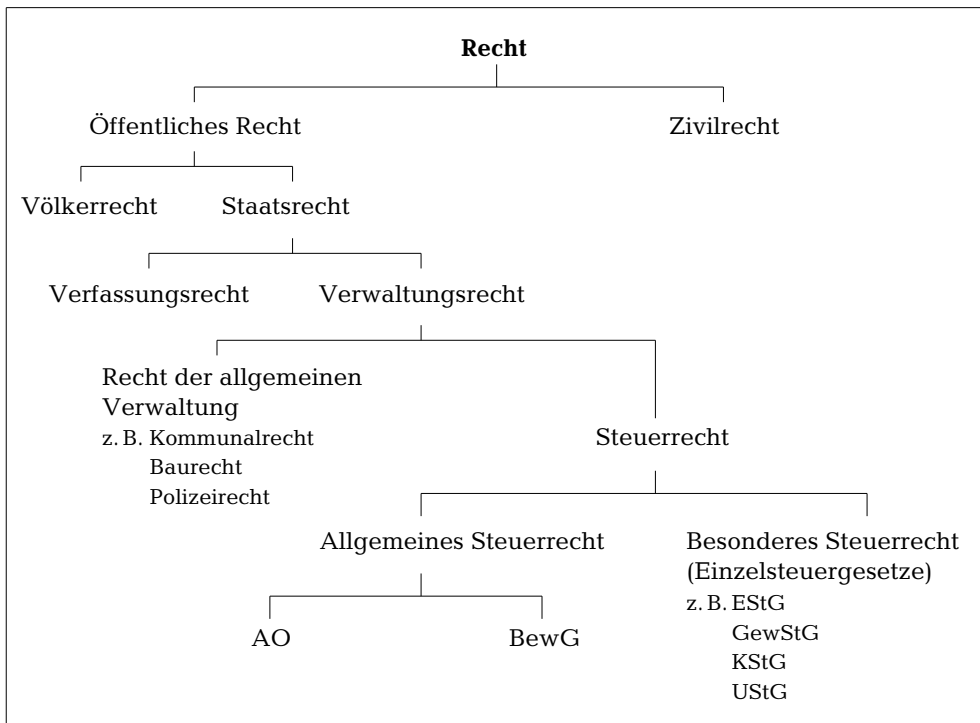 Recht
Öffentliches Recht
Zivilrecht
Völkerrecht
Staatsrecht
Verfassungsrecht
Verwaltungsrecht
Recht der allgemeinen
Verwaltung
z. B. Kommunalrecht
Baurecht
Polizeirecht
Steuerrecht
Allgemeines Steuerrecht
Besonderes Steuerrecht
(Einzelsteuergesetze)
z. B. EStG
GewStG
KStG
UStG
AO
BewG